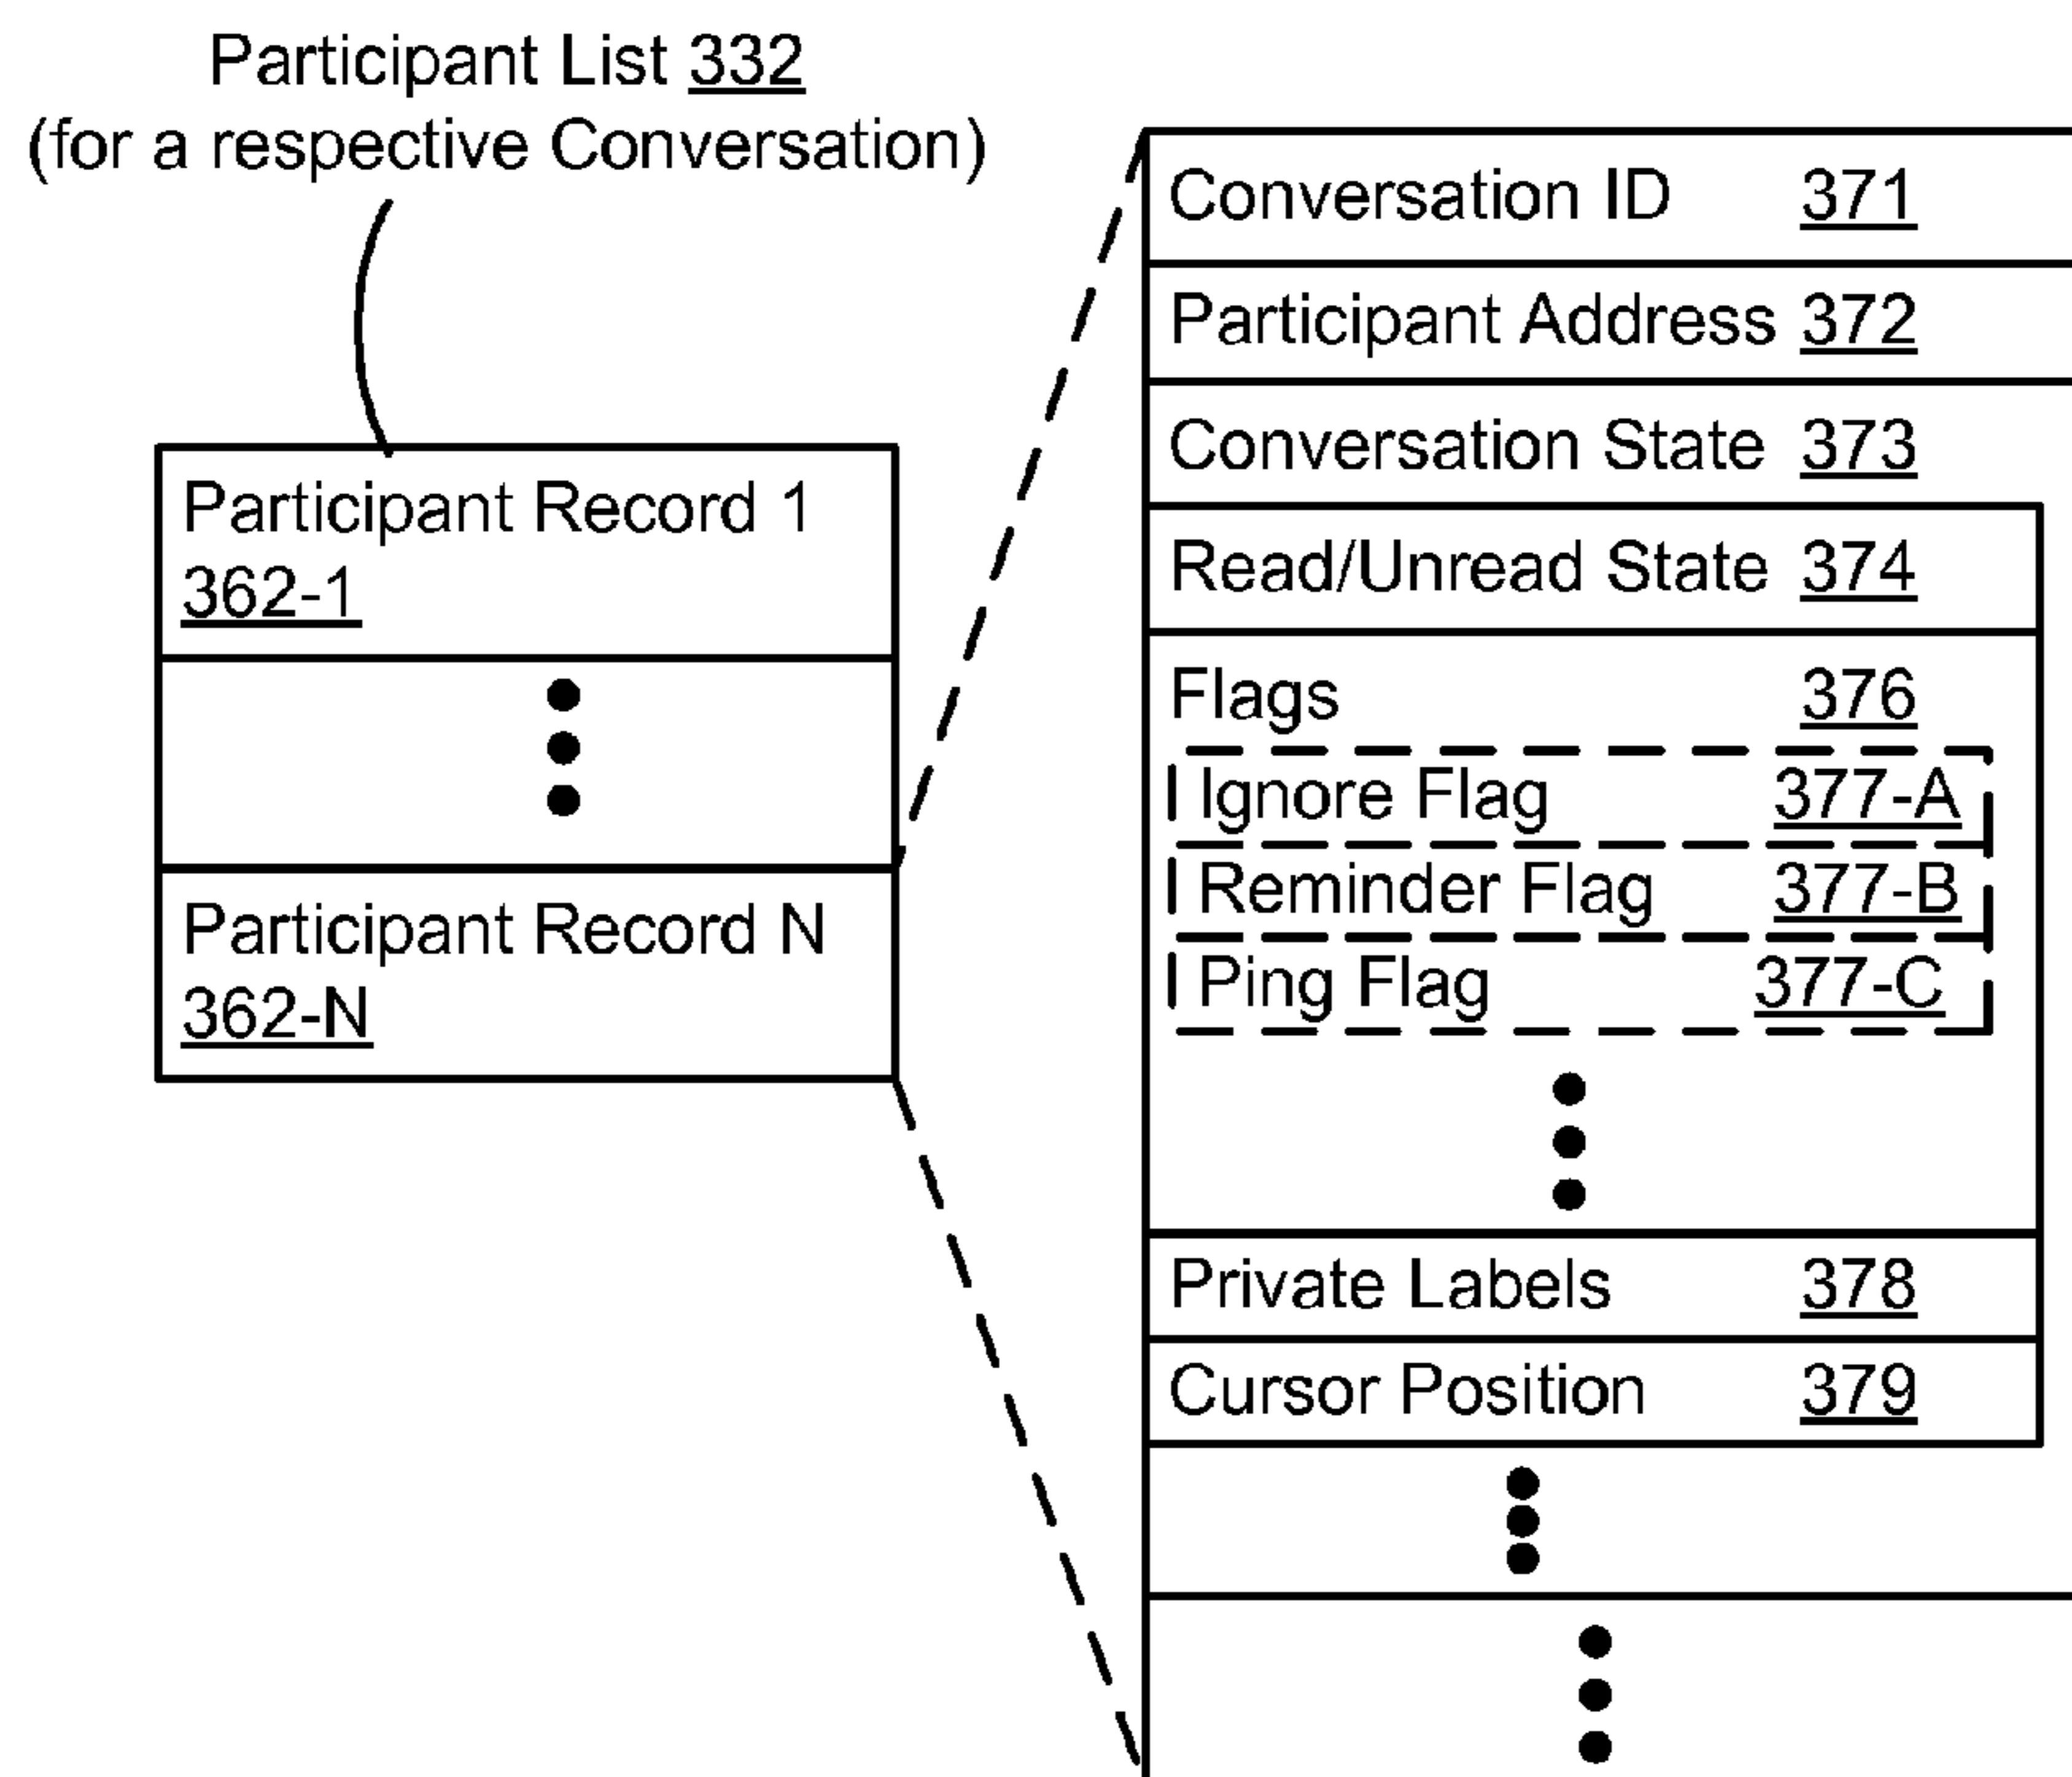 Participant List 332
(for a respective Conversation)
Participant Record 1
362-1
Participant Record N
362-N
Conversation ID 371
Participant Address 372
Conversation State 373
Read/Unread State 374
Flags 376
Ignore Flag 377-A
Reminder Flag 377-B
Ping Flag 377-C
Private Labels 378
Cursor Position 379